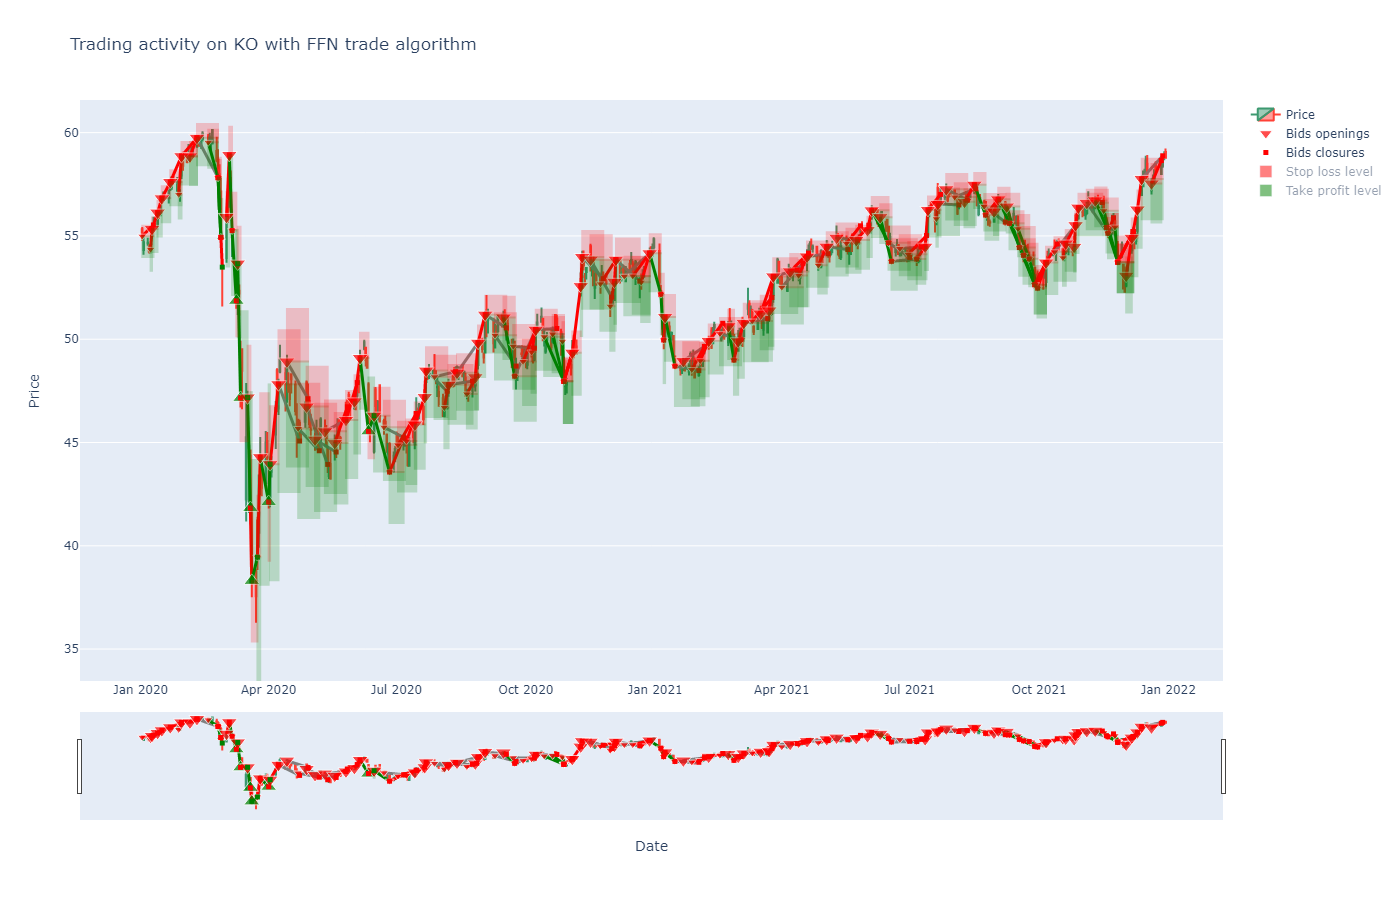 Trading activity on KO with FFN trade algorithm
Price
Bids openings
Bids closures
Stop loss level
Take profit level
60
55
50
45
40
35
Price
Jan 2020
Apr 2020
Jul 2020
Oct 2020
Jan 2021
Apr 2021
Jul 2021
Oct 2021
Jan 2022
Date